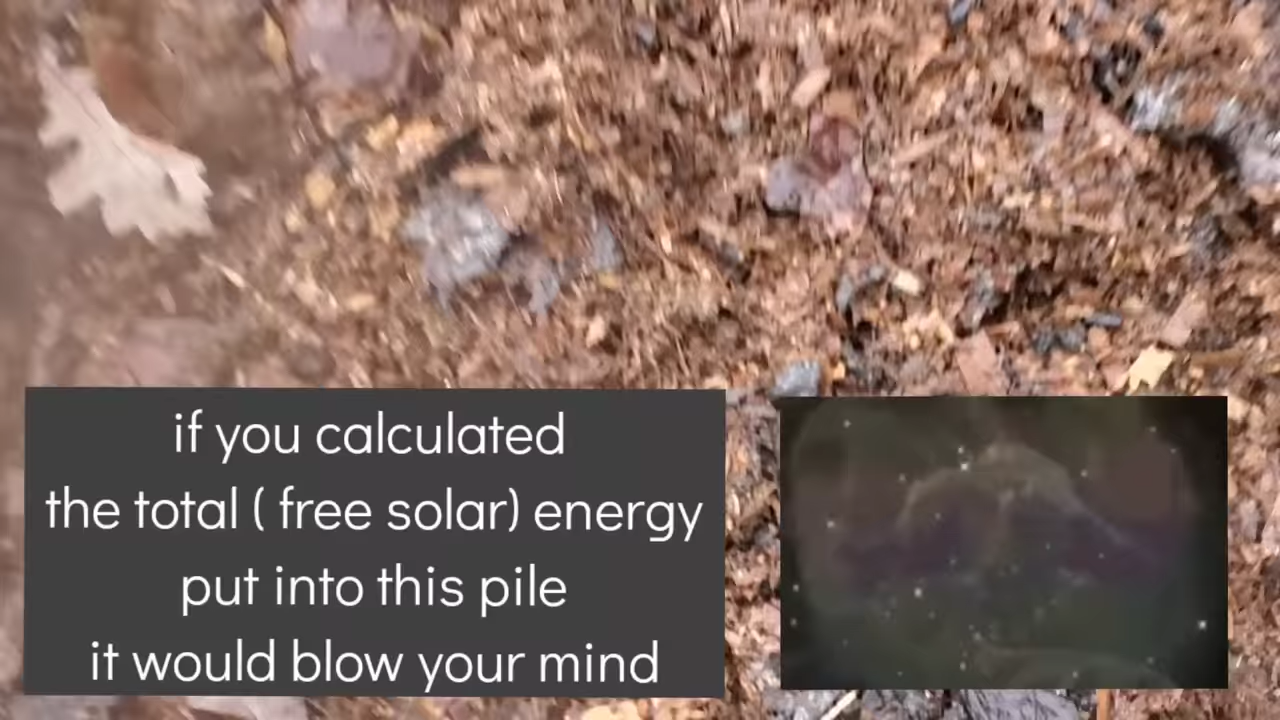 if you calculated
the total ( free solar) energy
put into this pile
it would blow your mind